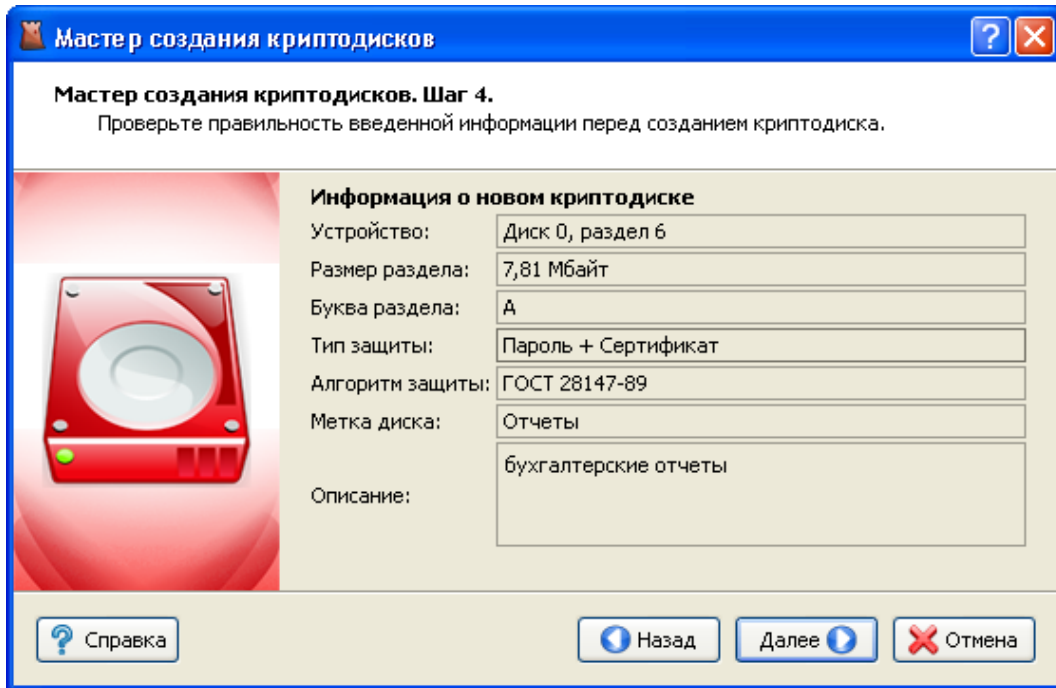 Мастер создания криптодисков
Мастер создания криптодисков. Шаг 4.
Проверьте правильность введенной информации перед созданием криптодиска.
Информация о новом криптодиске
Устройство: Диск 0, раздел 6
Размер раздела: 7,81 Мбайт
Буква раздела: A
Тип защиты: Пароль + Сертификат
Алгоритм защиты: ГОСТ 28147-89
Метка диска: Отчеты
Описание: бухгалтерские отчеты
Справка Назад Далее Отмена